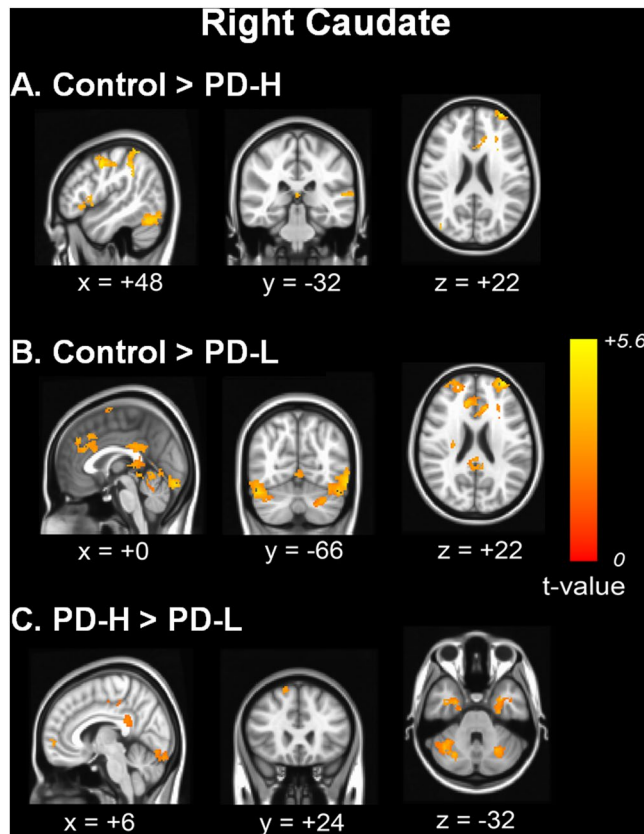 Right Caudate
A. Control > PD-H
x = +48
y = -32
z = +22
B. Control > PD-L
+5.6
x = +0
y = -66
z = +22
0
t-value
C. PD-H > PD-L
x = +6
y = +24
z = -32